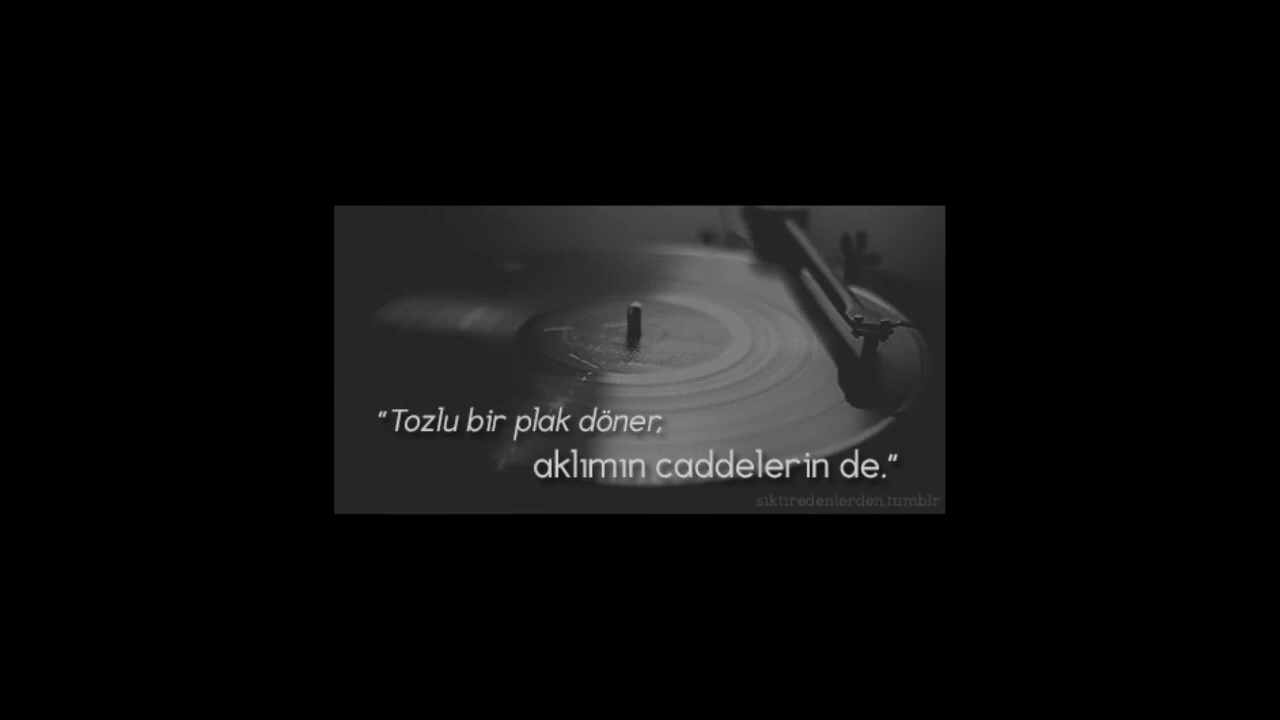 "Tozlu bir plak döner,
aklımın caddelerin de."
siktiredenlerden.tumblr